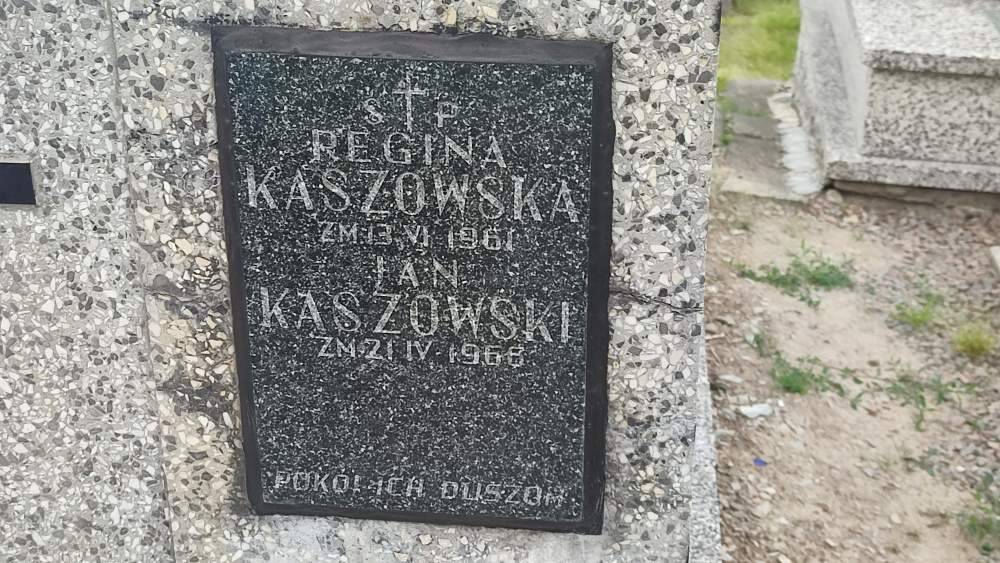 Ś P
REGINA
KASZOWSKA
ZM.13.VI 1961
JAN
KASZOWSKI
ZM.21 IV. 1968
POKÓJ ICH DUSZOM